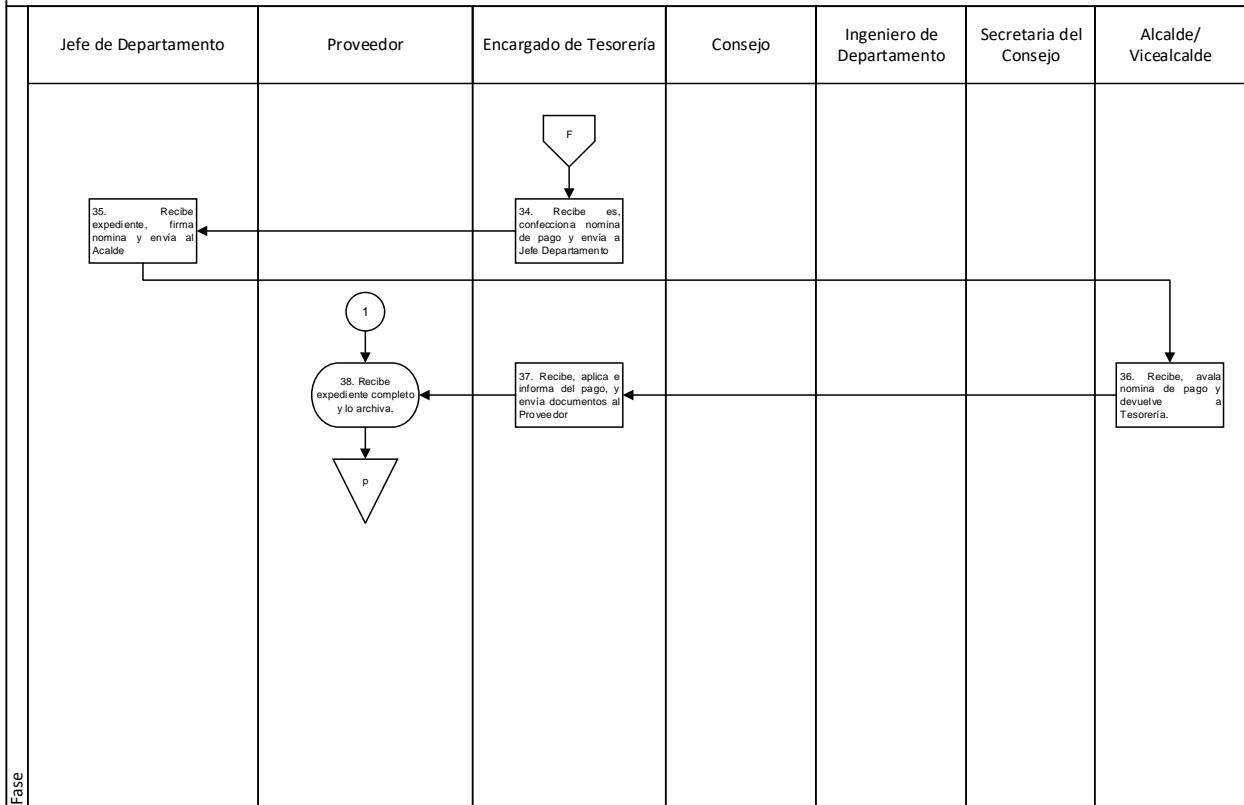 Jefe de Departamento
Proveedor
Encargado de Tesorería
Consejo
Ingeniero de
Departamento
Secretaria del
Consejo
Alcalde/
Vicealcalde
F
35. Recibe
expediente, firma
nomina y envía al
Acalde
34. Recibe es,
confecciona nomina
de pago y envía a
Jefe Departamento
1
38. Recibe
expediente completo
y lo archiva.
37. Recibe, aplica e
informa del pago, y
envía documentos al
Proveedor
36. Recibe, avala
nomina de pago y
devuelve a
Tesorería.
p
Fase